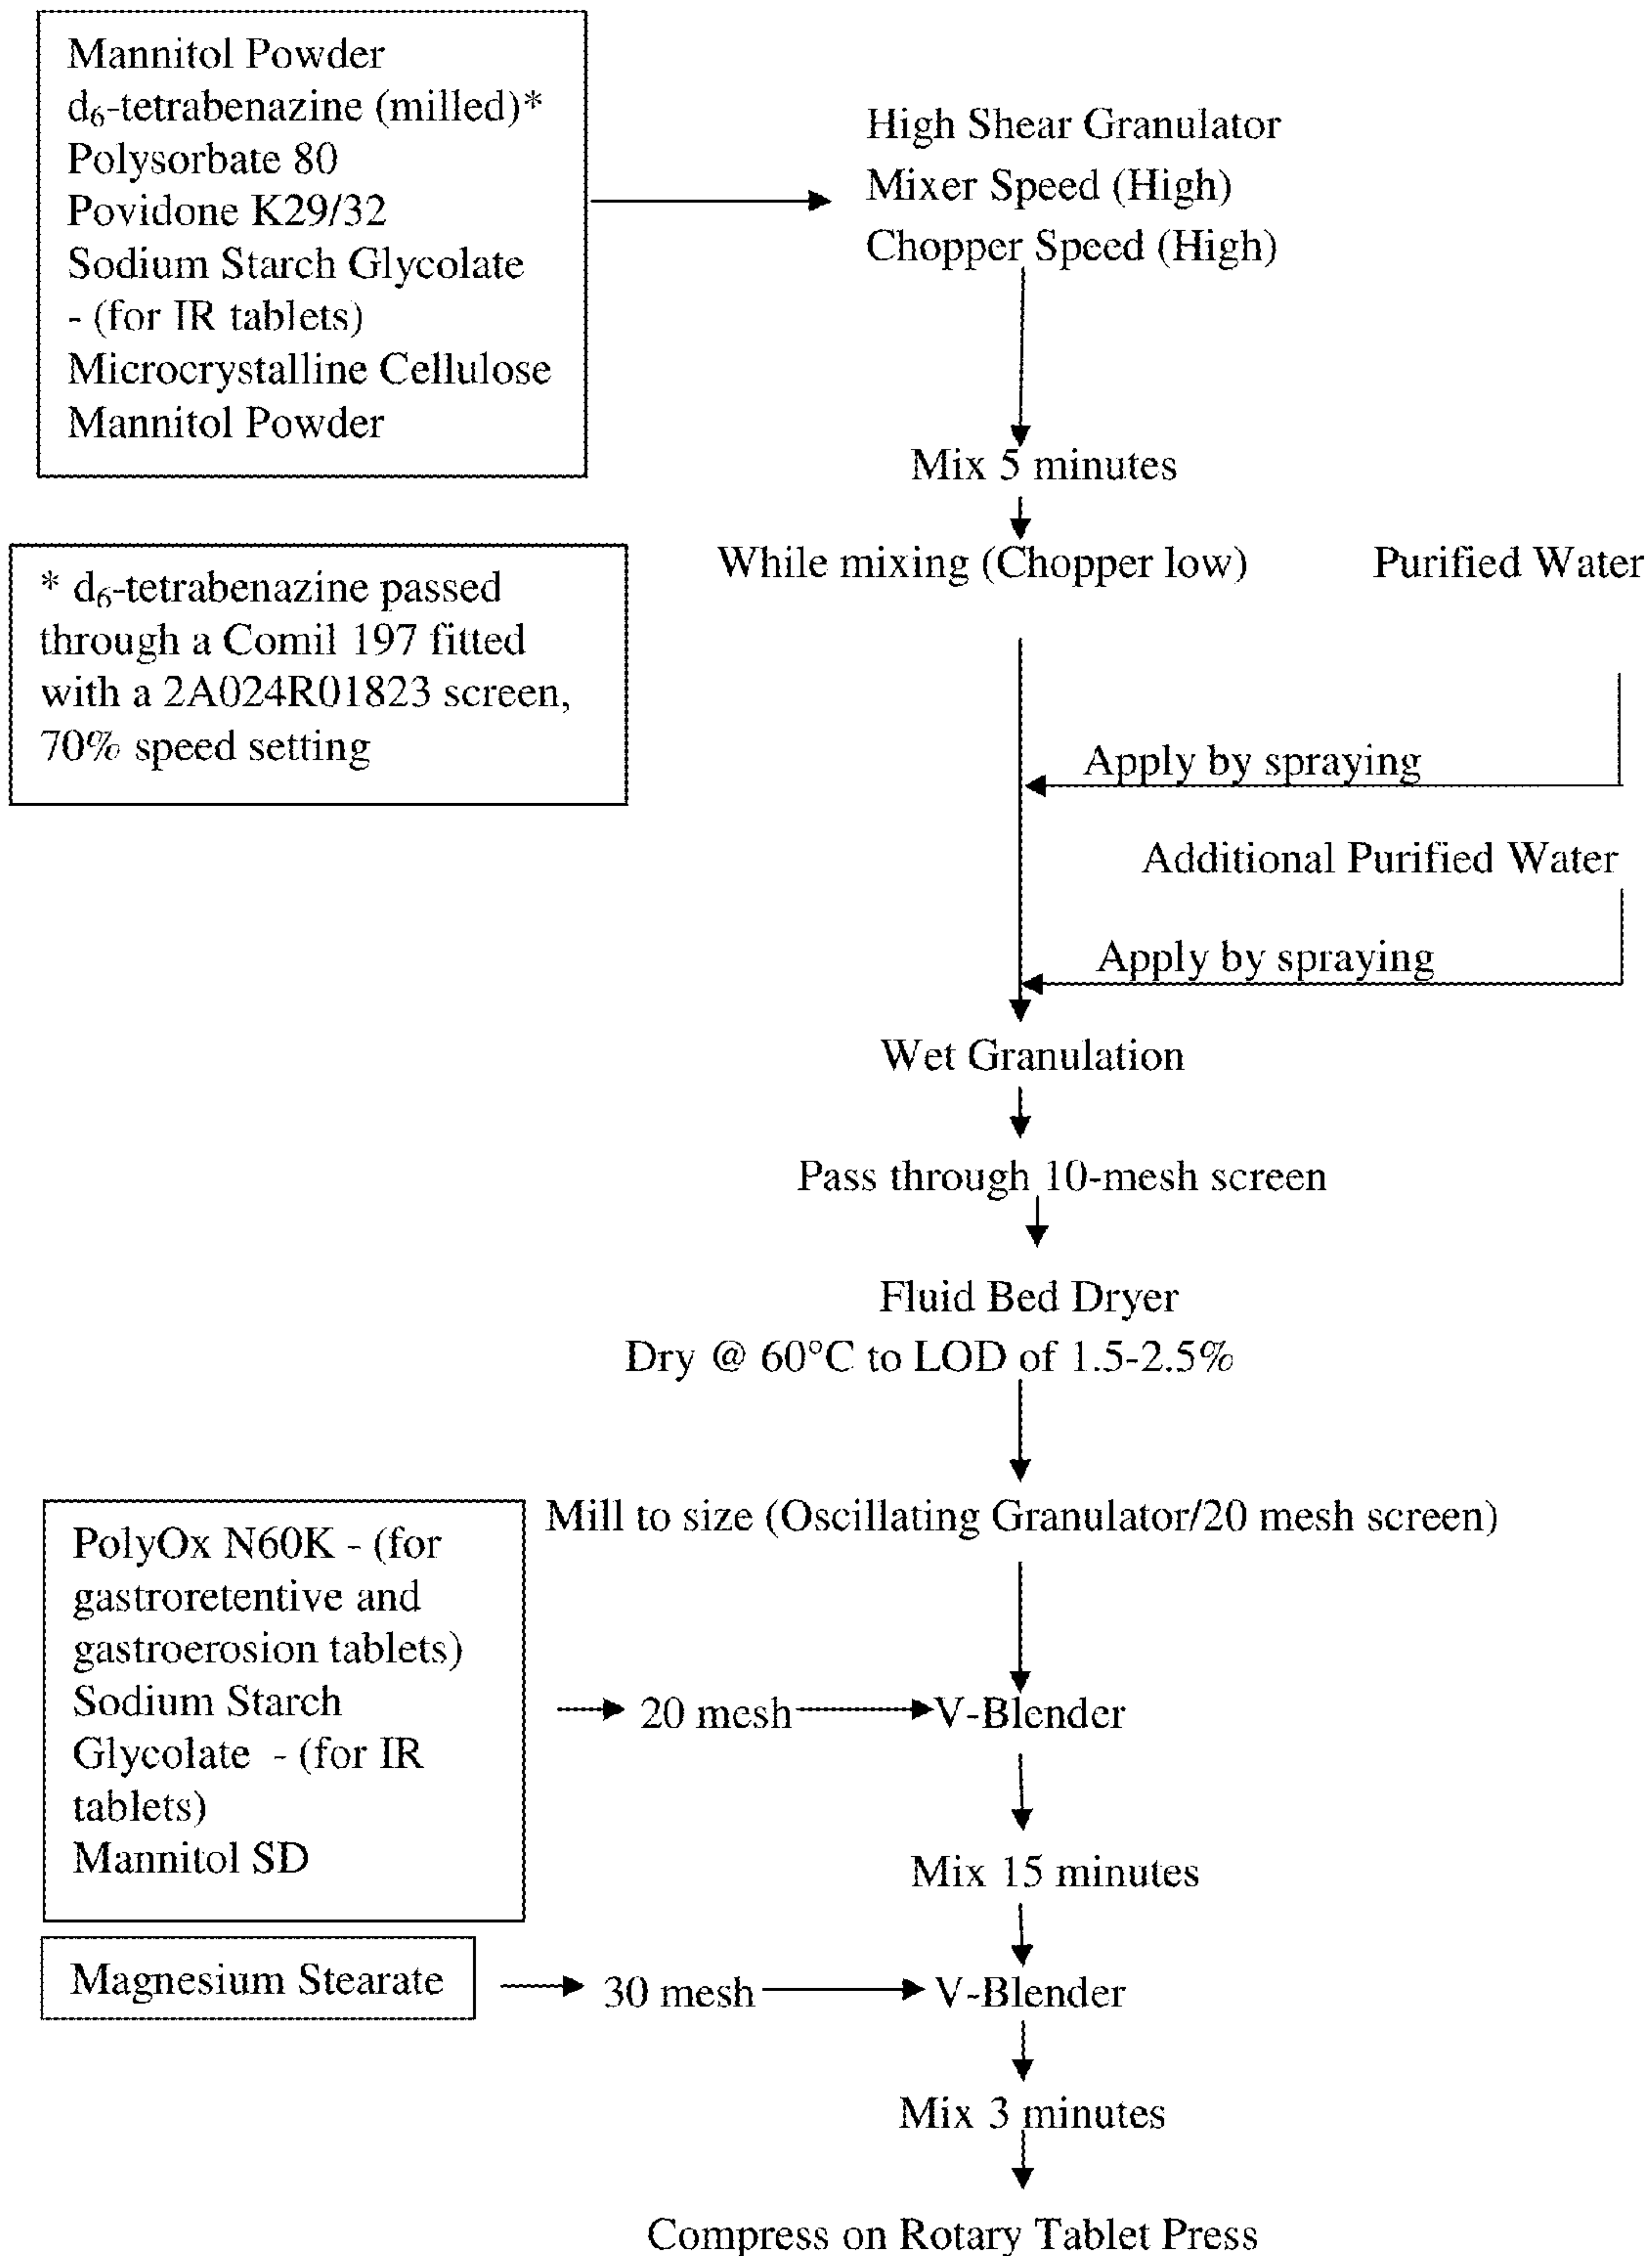 Mannitol Powder
d₆-tetrabenazine (milled)*
Polysorbate 80
Povidone K29/32
Sodium Starch Glycolate
- (for IR tablets)
Microcrystalline Cellulose
Mannitol Powder
High Shear Granulator
Mixer Speed (High)
Chopper Speed (High)
Mix 5 minutes
* d₆-tetrabenazine passed
through a Comil 197 fitted
with a 2A024R01823 screen,
70% speed setting
While mixing (Chopper low)
Purified Water
Apply by spraying
Additional Purified Water
Apply by spraying
Wet Granulation
Pass through 10-mesh screen
Fluid Bed Dryer
Dry @ 60°C to LOD of 1.5-2.5%
Mill to size (Oscillating Granulator/20 mesh screen)
PolyOx N60K - (for
gastroretentive and
gastroerosion tablets)
Sodium Starch
Glycolate - (for IR
tablets)
Mannitol SD
20 mesh
V-Blender
Mix 15 minutes
Magnesium Stearate
30 mesh
V-Blender
Mix 3 minutes
Compress on Rotary Tablet Press